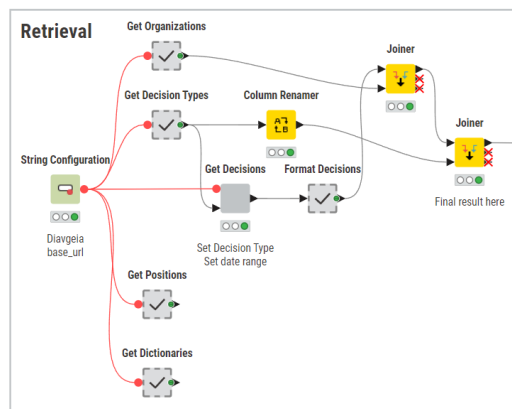 Retrieval
Get Organizations
Joiner
Get Decision Types
Column Renamer
A
B
Joiner
String Configuration
Get Decisions
Format Decisions
Final result here
Diavgeia
base_url
Set Decision Type
Set date range
Get Positions
Get Dictionaries